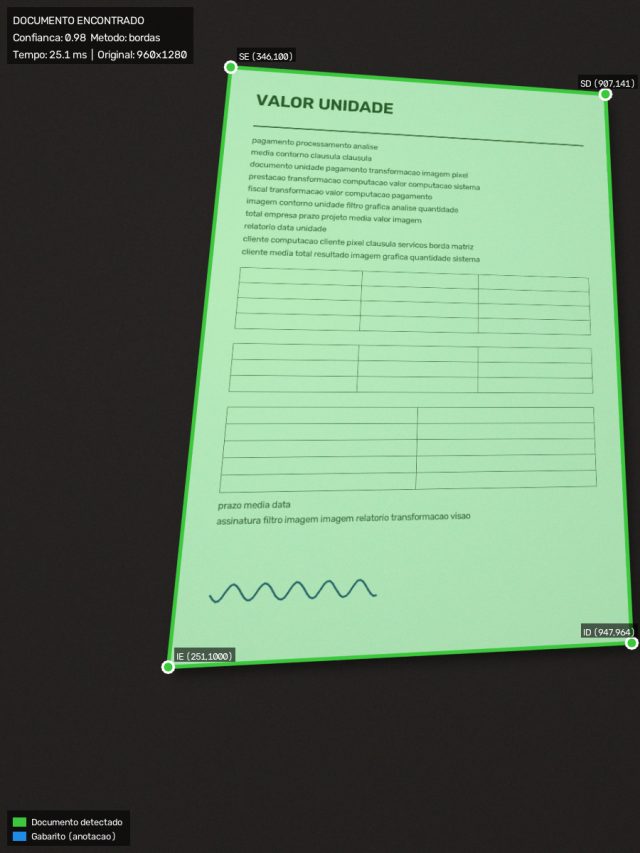 DOCUMENTO ENCONTRADO
Confianca: 0.98 Metodo: bordas
Tempo: 25.1 ms | Original: 960x1280
SE (346,100)
SD (907,141)
VALOR UNIDADE
pagamento processamento analise
media contorno clausula clausula
documento unidade pagamento transformacao imagem pixel
prestacao transformacao computacao valor computacao sistema
fiscal transformacao valor computacao pagamento
imagem contorno unidade filtro grafica analise quantidade
total empresa prazo projeto media valor imagem
relatorio data unidade
cliente computacao cliente pixel clausula servicos borda matriz
cliente media total resultado imagem grafica quantidade sistema
prazo media data
assinatura filtro imagem imagem relatorio transformacao visao
ID (947,964)
IE (251,1000)
Documento detectado
Gabarito (anotacao)